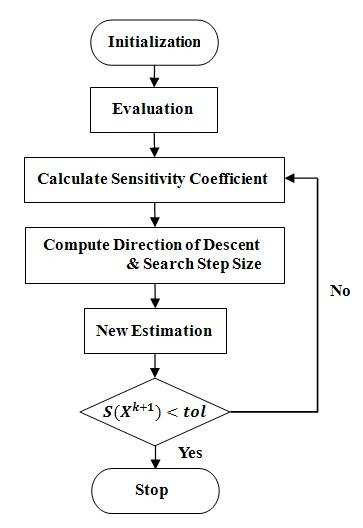 Initialization
Evaluation
Calculate Sensitivity Coefficient
Compute Direction of Descent
& Search Step Size
No
New Estimation
S(X^{k+1}) < tol
Yes
Stop